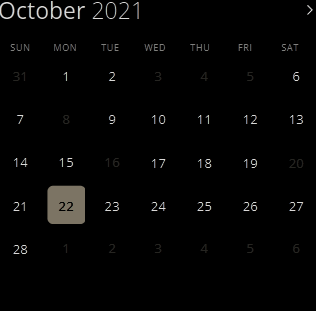 October 2021
SUN MON TUE WED THU FRI SAT
31 1 2 3 4 5 6
7 8 9 10 11 12 13
14 15 16 17 18 19 20
21 22 23 24 25 26 27
28 1 2 3 4 5 6